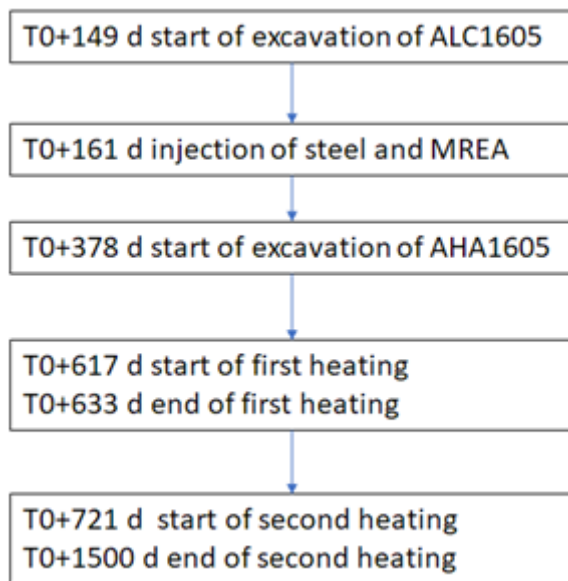 T0+149 d start of excavation of ALC1605
T0+161 d injection of steel and MREA
T0+378 d start of excavation of AHA1605
T0+617 d start of first heating
T0+633 d end of first heating
T0+721 d  start of second heating
T0+1500 d end of second heating